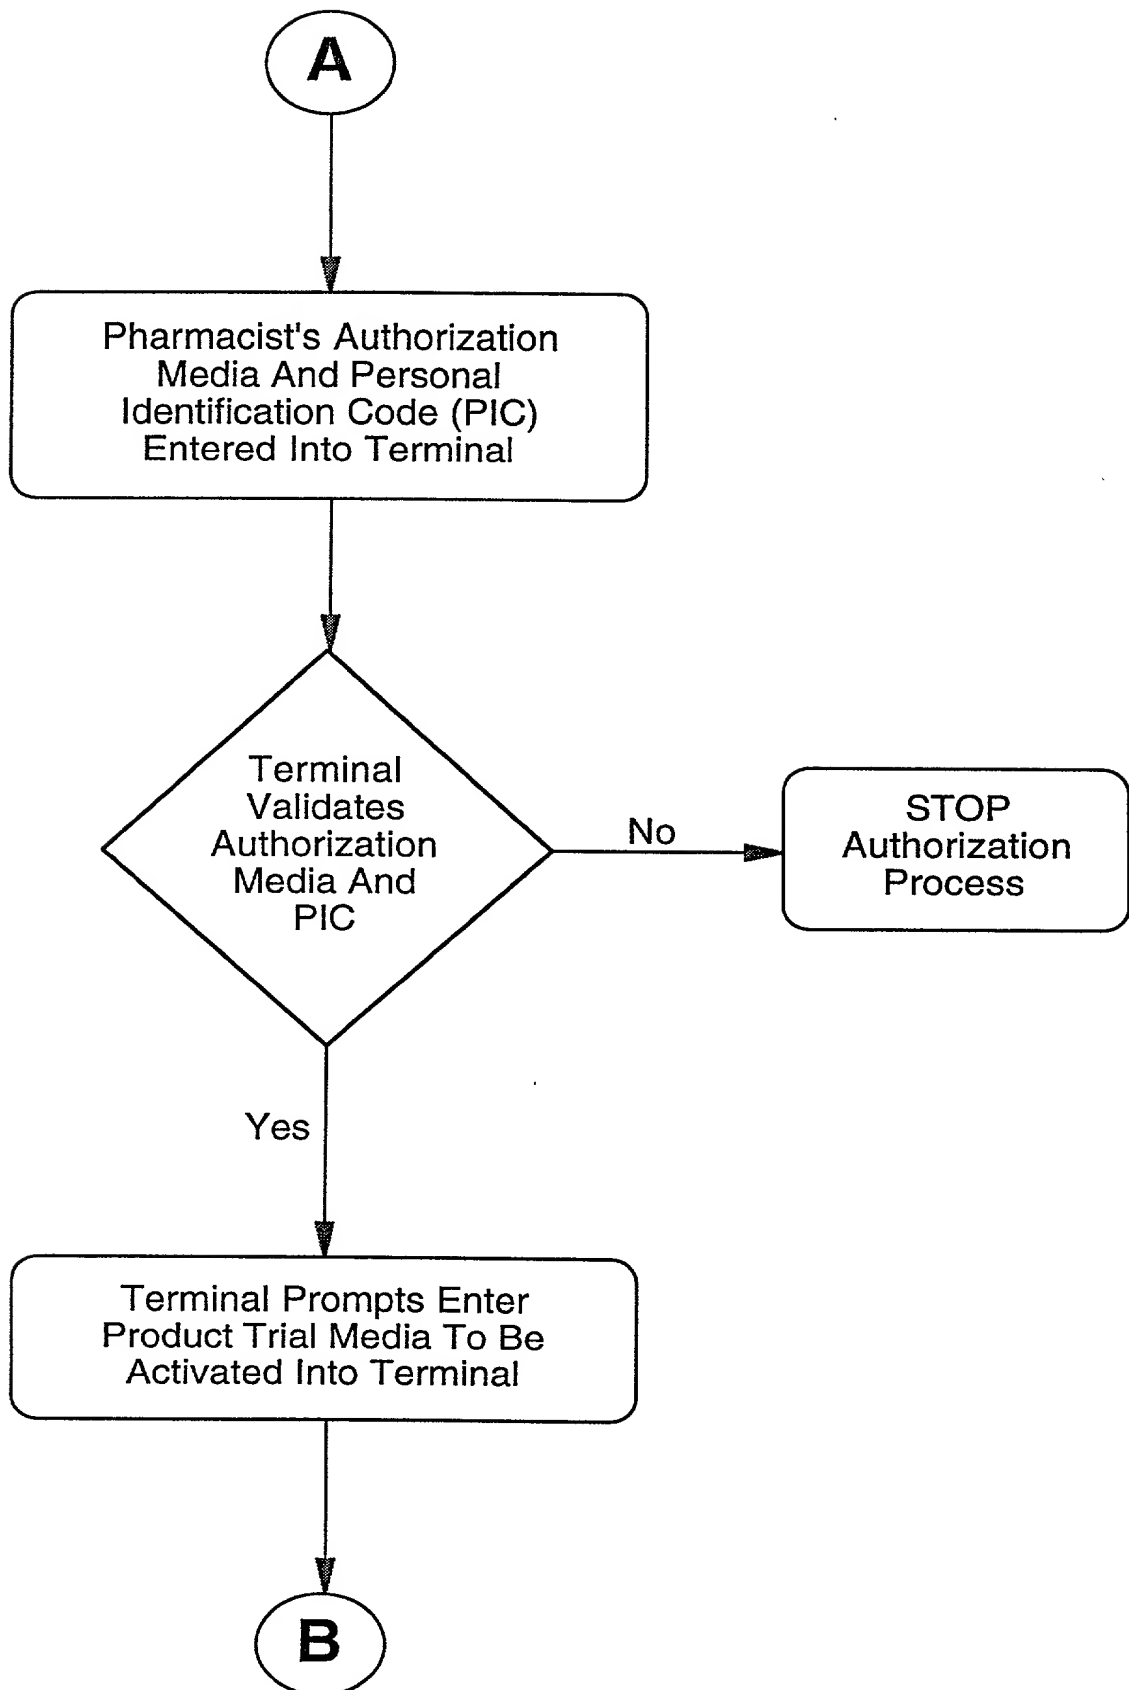 A
Pharmacist's Authorization
Media And Personal
Identification Code (PIC)
Entered Into Terminal
Terminal
Validates
Authorization
Media And
PIC
No
STOP
Authorization
Process
Yes
Terminal Prompts Enter
Product Trial Media To Be
Activated Into Terminal
B